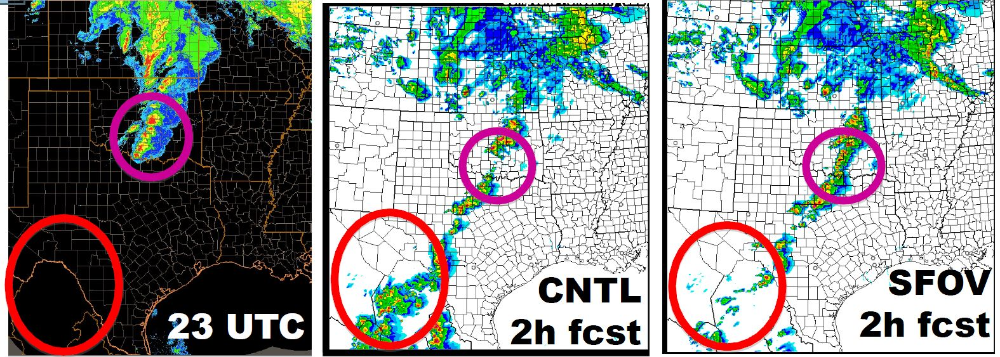 23 UTC
CNTL
2h fcst
SFOV
2h fcst